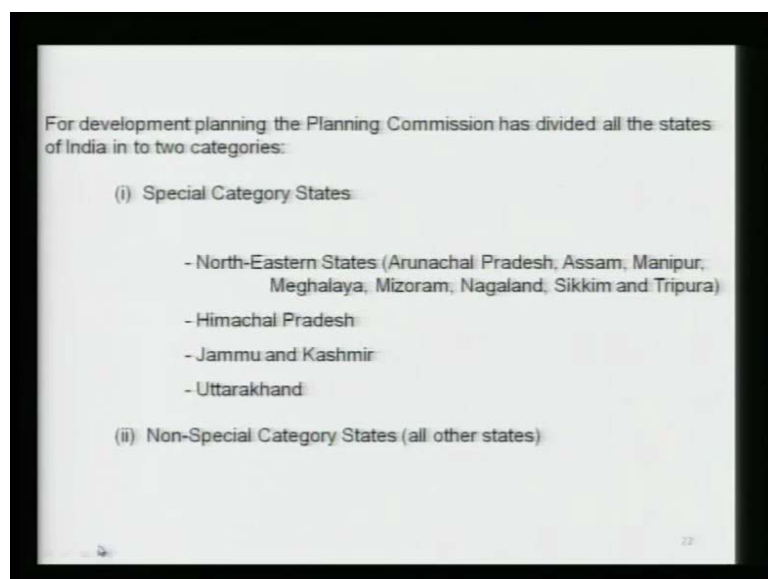 For development planning the Planning Commission has divided all the states
of India in to two categories:
(i) Special Category States
- North-Eastern States (Arunachal Pradesh, Assam, Manipur,
Meghalaya, Mizoram, Nagaland, Sikkim and Tripura)
- Himachal Pradesh
- Jammu and Kashmir
- Uttarakhand
(ii) Non-Special Category States (all other states)
22